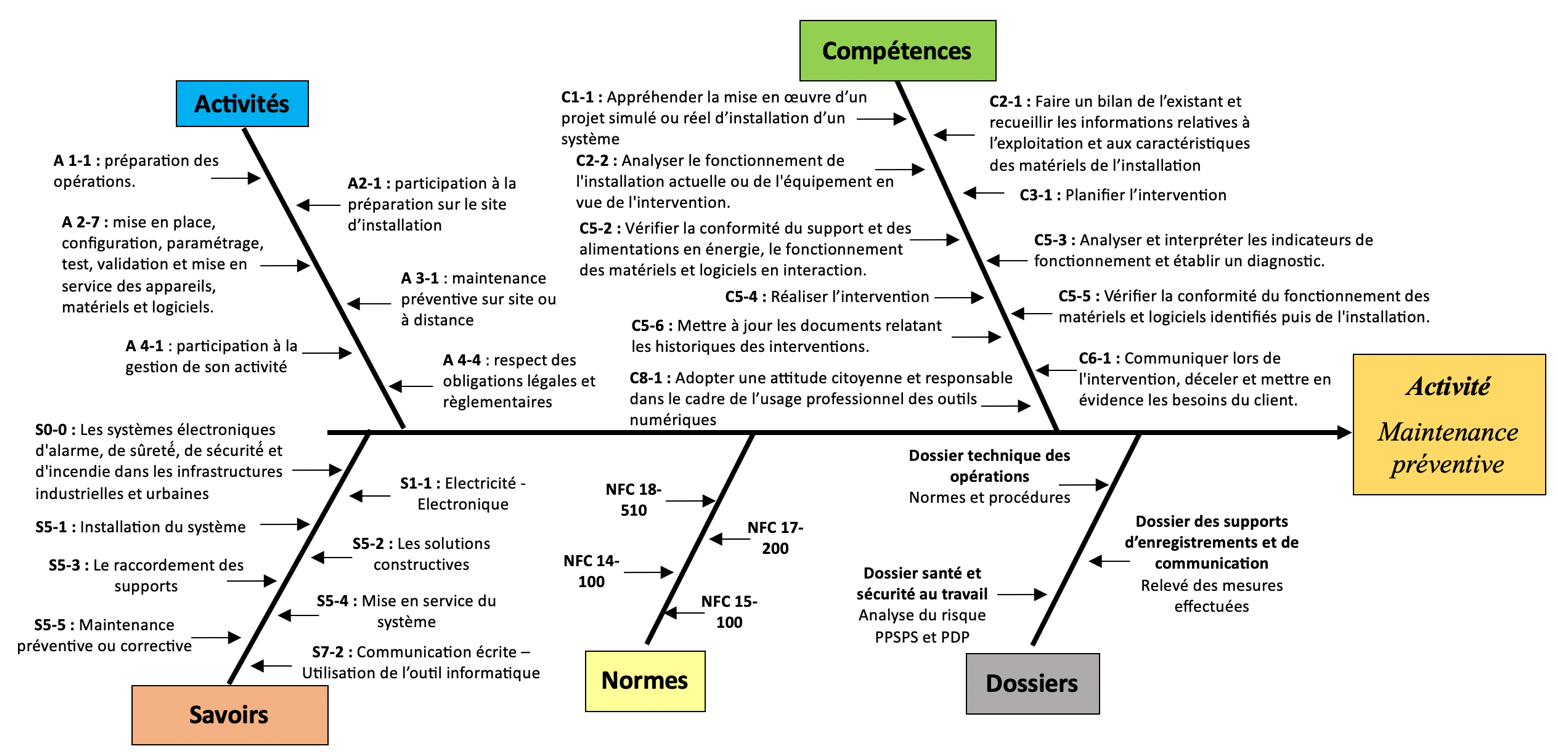 Compétences
Activités
C1-1 : Appréhender la mise en œuvre d’un
projet simulé ou réel d’installation d’un
système
C2-1 : Faire un bilan de l’existant et
recueillir les informations relatives à
l’exploitation et aux caractéristiques
des matériels de l’installation
A 1-1 : préparation des
opérations.
C2-2 : Analyser le fonctionnement de
l'installation actuelle ou de l'équipement en
vue de l'intervention.
A2-1 : participation à la
préparation sur le site
d’installation
C3-1 : Planifier l’intervention
A 2-7 : mise en place,
configuration, paramétrage,
test, validation et mise en
service des appareils,
matériels et logiciels.
C5-2 : Vérifier la conformité du support et des
alimentations en énergie, le fonctionnement
des matériels et logiciels en interaction.
C5-3 : Analyser et interpréter les indicateurs de
fonctionnement et établir un diagnostic.
A 3-1 : maintenance
préventive sur site ou
à distance
C5-4 : Réaliser l’intervention
C5-5 : Vérifier la conformité du fonctionnement des
matériels et logiciels identifiés puis de l'installation.
C5-6 : Mettre à jour les documents relatant
les historiques des interventions.
A 4-1 : participation à la
gestion de son activité
A 4-4 : respect des
obligations légales et
règlementaires
C6-1 : Communiquer lors de
l'intervention, déceler et mettre en
évidence les besoins du client.
C8-1 : Adopter une attitude citoyenne et responsable
dans le cadre de l’usage professionnel des outils
numériques
Activité
Maintenance
préventive
S0-0 : Les systèmes électroniques
d'alarme, de sûreté, de sécurité et
d'incendie dans les infrastructures
industrielles et urbaines
S1-1 : Electricité -
Electronique
S5-1 : Installation du système
S5-2 : Les solutions
constructives
S5-3 : Le raccordement des
supports
S5-4 : Mise en service du
système
S5-5 : Maintenance
préventive ou corrective
S7-2 : Communication écrite –
Utilisation de l’outil informatique
Savoirs
NFC 18-
510
NFC 17-
200
NFC 14-
100
NFC 15-
100
Normes
Dossier technique des
opérations
Normes et procédures
Dossier des supports
d’enregistrements et de
communication
Relevé des mesures
effectuées
Dossier santé et
sécurité au travail
Analyse du risque
PPSPS et PDP
Dossiers